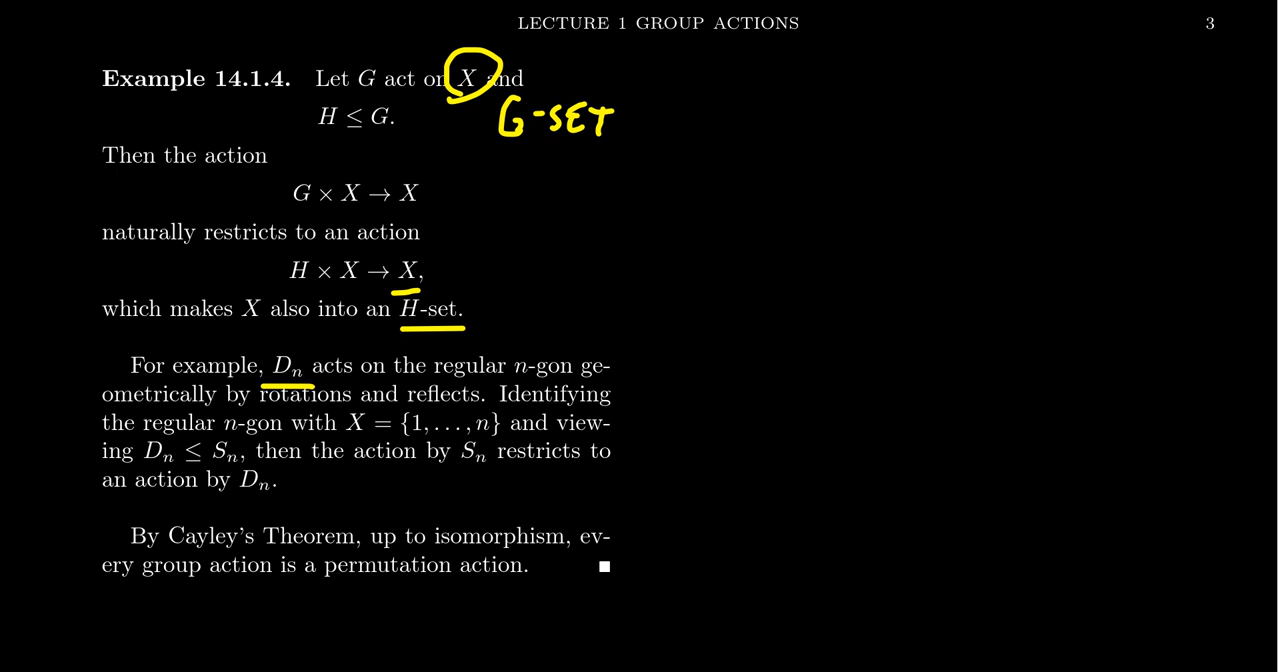 LECTURE 1 GROUP ACTIONS 3
Example 14.1.4. Let G act on X and
H ≤ G.
G-SET
Then the action
G × X → X
naturally restricts to an action
H × X → X,
which makes X also into an H-set.
For example, Dₙ acts on the regular n-gon ge-
ometrically by rotations and reflects. Identifying
the regular n-gon with X = {1, . . . , n} and view-
ing Dₙ ≤ Sₙ, then the action by Sₙ restricts to
an action by Dₙ.
By Cayley's Theorem, up to isomorphism, ev-
ery group action is a permutation action. ■